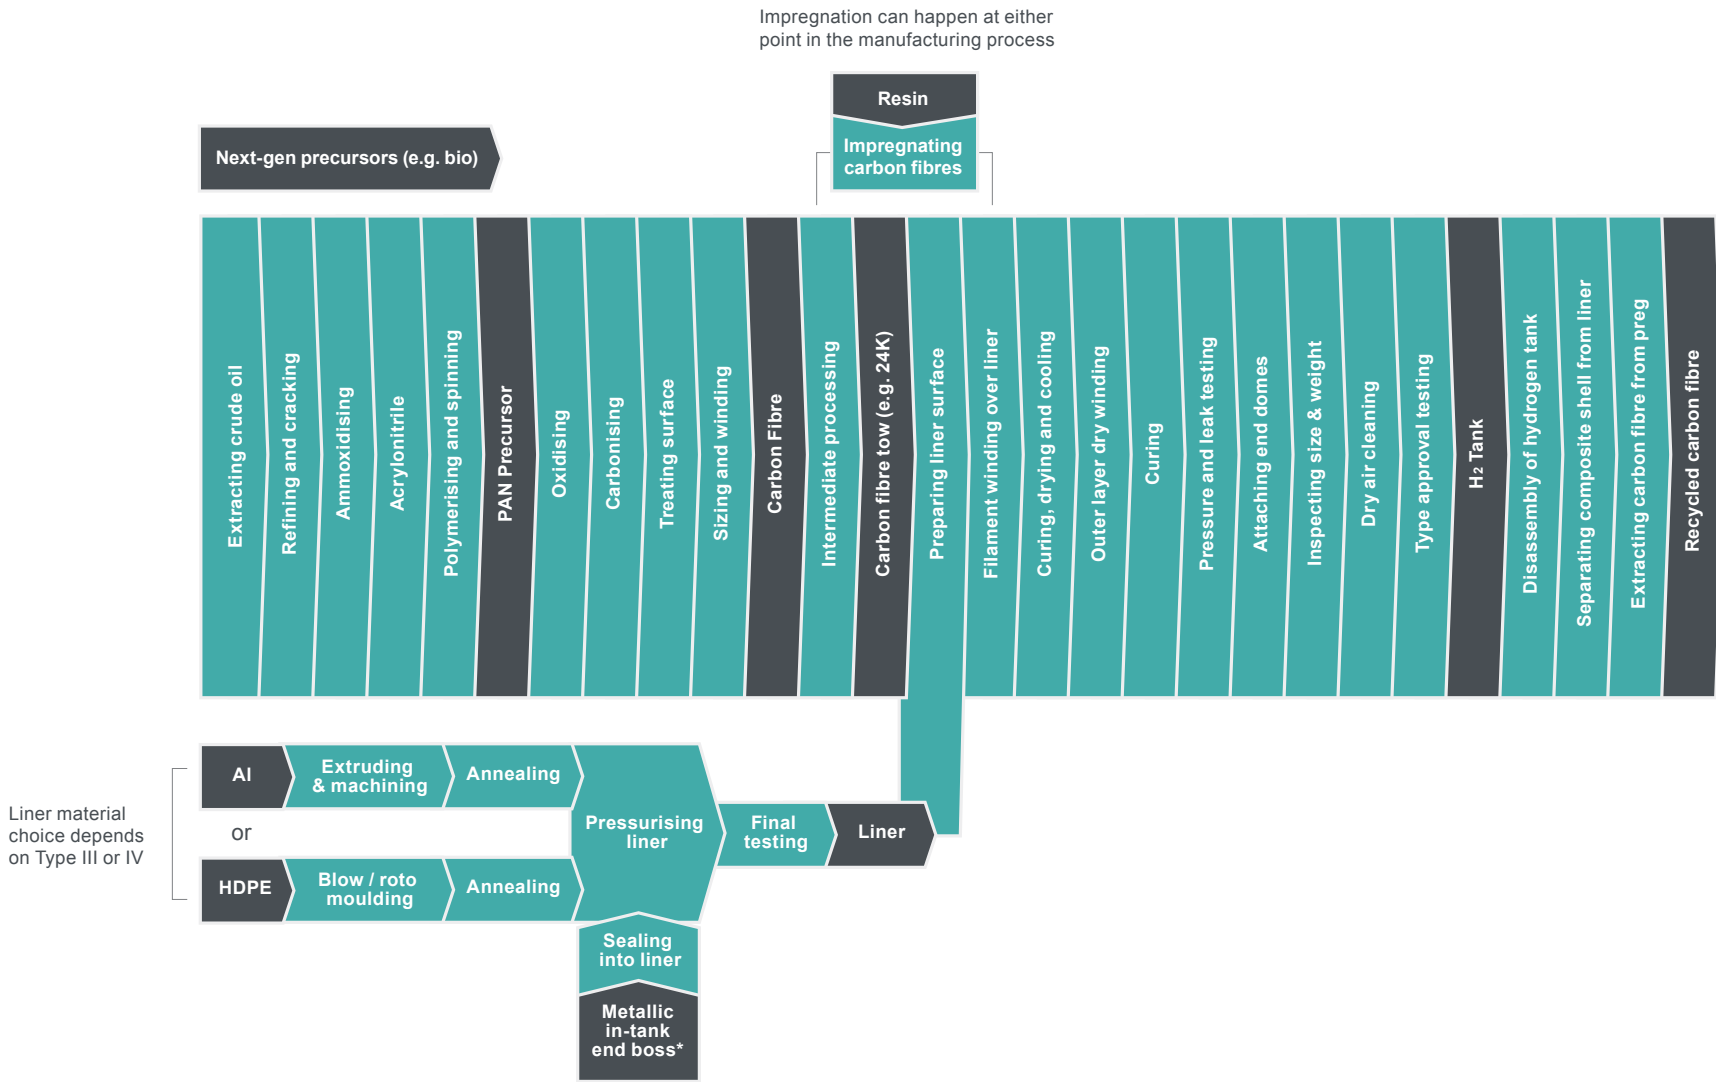 Impregnation can happen at either
point in the manufacturing process
Resin
Impregnating
carbon fibres
Next-gen precursors (e.g. bio)
Extracting crude oil
Refining and cracking
Ammoxidising
Acrylonitrile
Polymerising and spinning
PAN Precursor
Oxidising
Carbonising
Treating surface
Sizing and winding
Carbon Fibre
Intermediate processing
Carbon fibre tow (e.g. 24K)
Preparing liner surface
Filament winding over liner
Curing, drying and cooling
Outer layer dry winding
Curing
Pressure and leak testing
Attaching end domes
Inspecting size & weight
Dry air cleaning
Type approval testing
H₂ Tank
Disassembly of hydrogen tank
Separating composite shell from liner
Extracting carbon fibre from preg
Recycled carbon fibre
Liner material
choice depends
on Type III or IV
Al
Extruding
& machining
Annealing
or
HDPE
Blow / roto
moulding
Annealing
Pressurising
liner
Final
testing
Liner
Sealing
into liner
Metallic
in-tank
end boss*